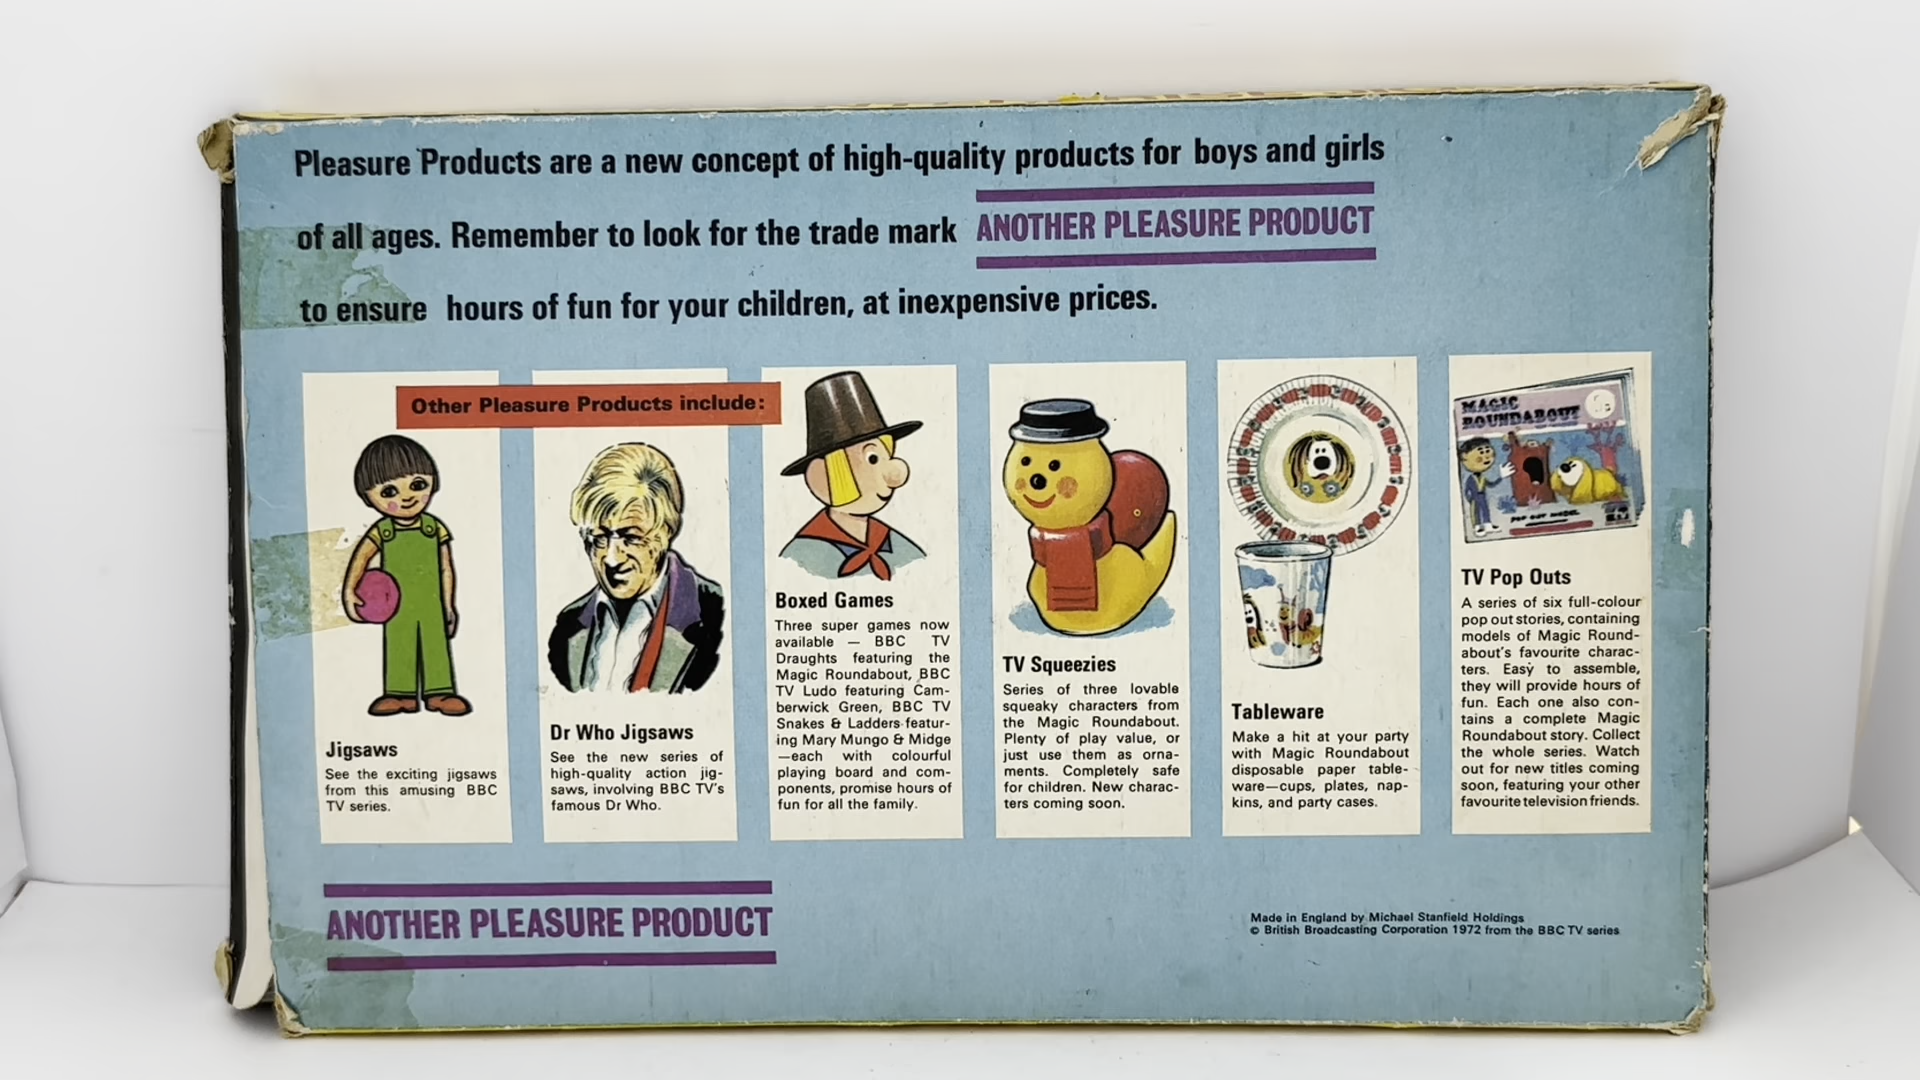 Pleasure Products are a new concept of high-quality products for boys and girls
of all ages. Remember to look for the trade mark ANOTHER PLEASURE PRODUCT
to ensure hours of fun for your children, at inexpensive prices.
Other Pleasure Products include:
Jigsaws
See the exciting jigsaws
from this amusing BBC
TV series.
Dr Who Jigsaws
See the new series of
high-quality action jig-
saws, involving BBC TV's
famous Dr Who.
Boxed Games
Three super games now
available — BBC TV
Draughts featuring the
Magic Roundabout, BBC
TV Ludo featuring Cam-
berwick Green, BBC TV
Snakes & Ladders featur-
ing Mary Mungo & Midge
—each with colourful
playing board and com-
ponents, promise hours of
fun for all the family.
TV Squeezies
Series of three lovable
squeaky characters from
the Magic Roundabout.
Plenty of play value, or
just use them as orna-
ments. Completely safe
for children. New charac-
ters coming soon.
Tableware
Make a hit at your party
with Magic Roundabout
disposable paper table-
ware—cups, plates, nap-
kins, and party cases.
MAGIC
ROUNDABOUT
POP OUT MODEL
TV Pop Outs
A series of six full-colour
pop out stories, containing
models of Magic Round-
about's favourite charac-
ters. Easy to assemble,
they will provide hours of
fun. Each one also con-
tains a complete Magic
Roundabout story. Collect
the whole series. Watch
out for new titles coming
soon, featuring your other
favourite television friends.
ANOTHER PLEASURE PRODUCT
Made in England by Michael Stanfield Holdings
© British Broadcasting Corporation 1972 from the BBC TV series